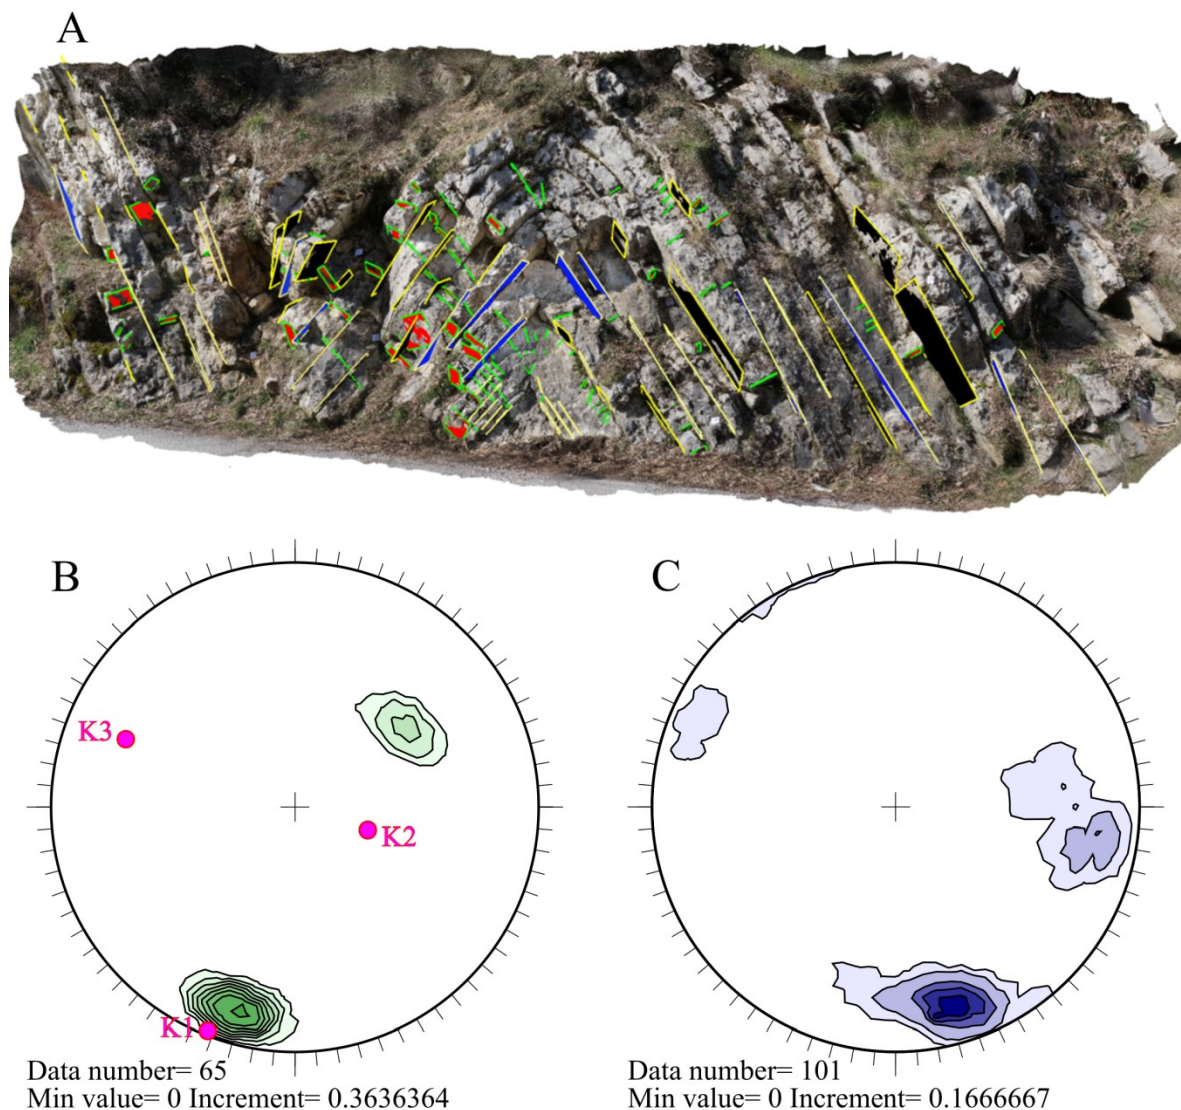 A
B
C
K3
K2
K1
Data number= 65
Min value= 0 Increment= 0.3636364
Data number= 101
Min value= 0 Increment= 0.1666667